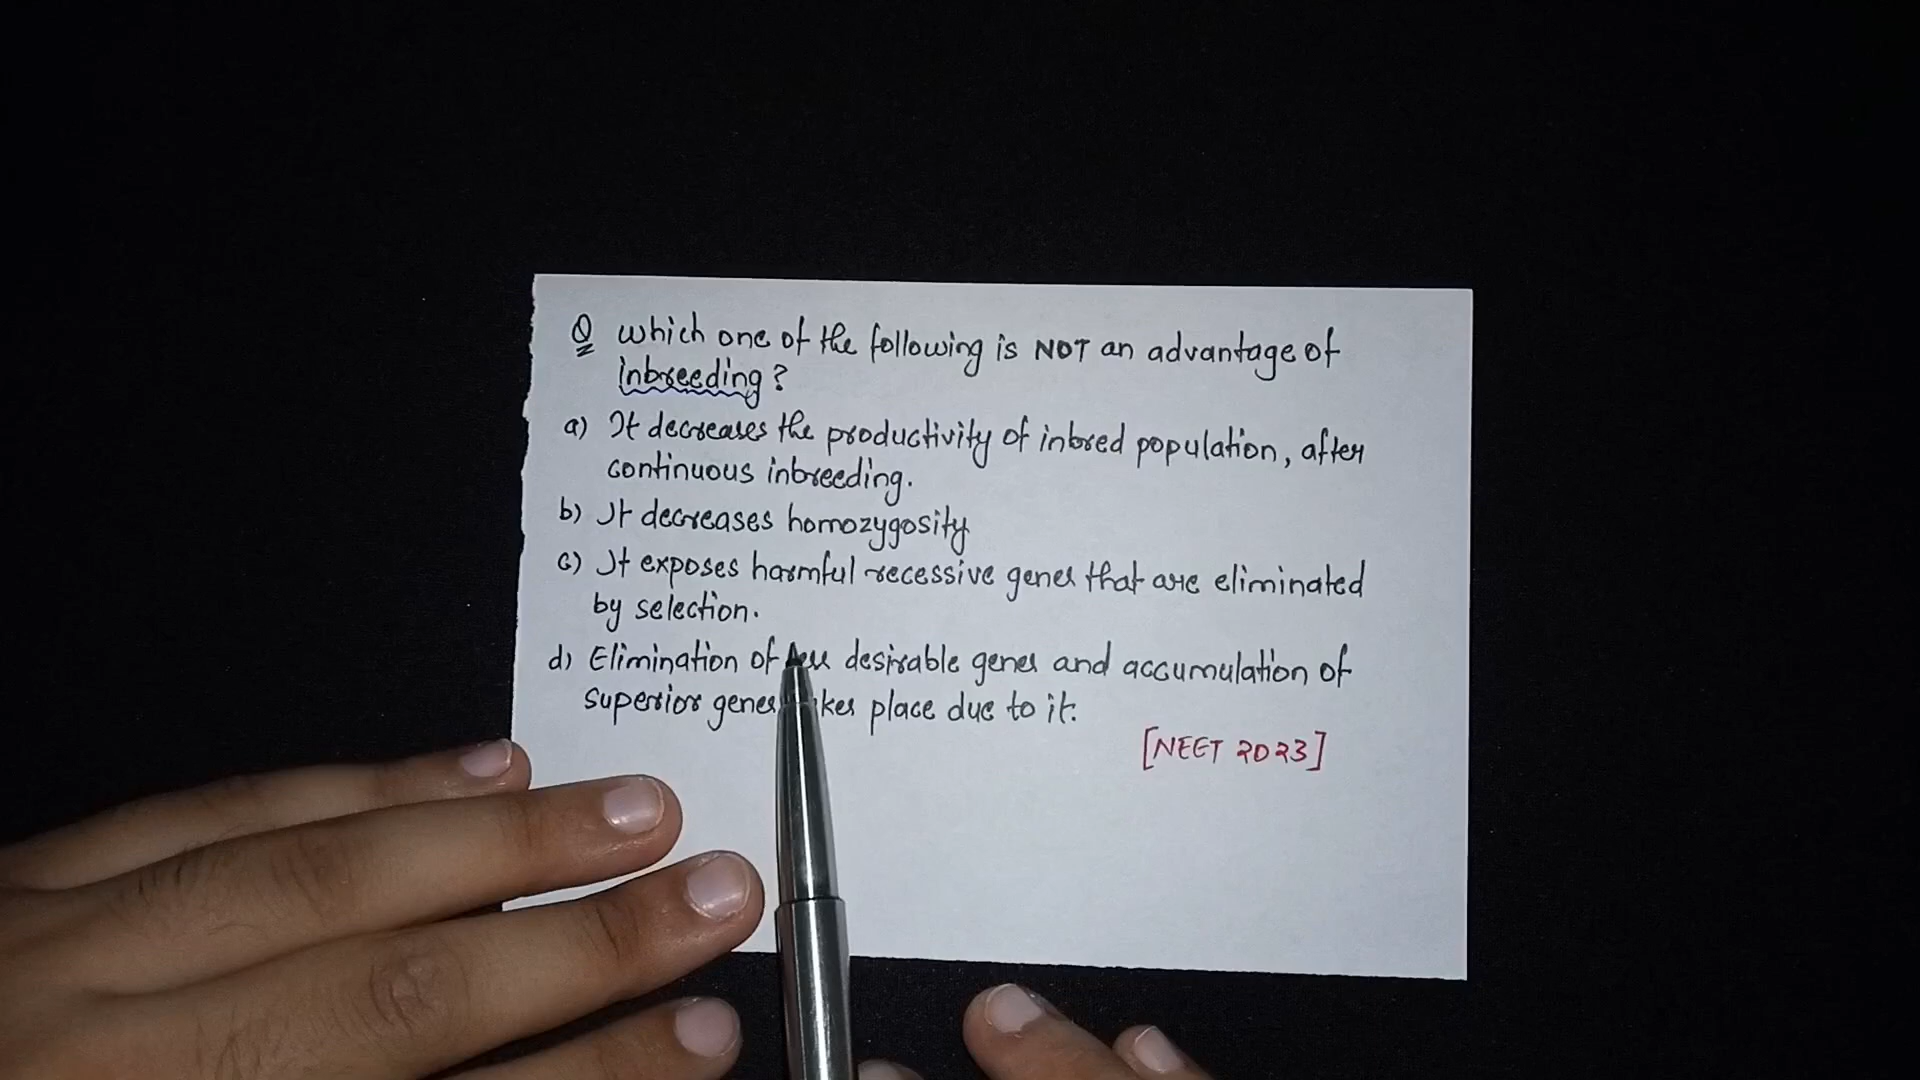 Q which one of the following is NOT an advantage of
inbreeding?
a) It decreases the productivity of inbred population, after
continuous inbreeding.
b) It decreases homozygosity
c) It exposes harmful recessive genes that are eliminated
by selection.
d) Elimination of desirable genes and accumulation of
superior genes place due to it.
[NEET 2023]